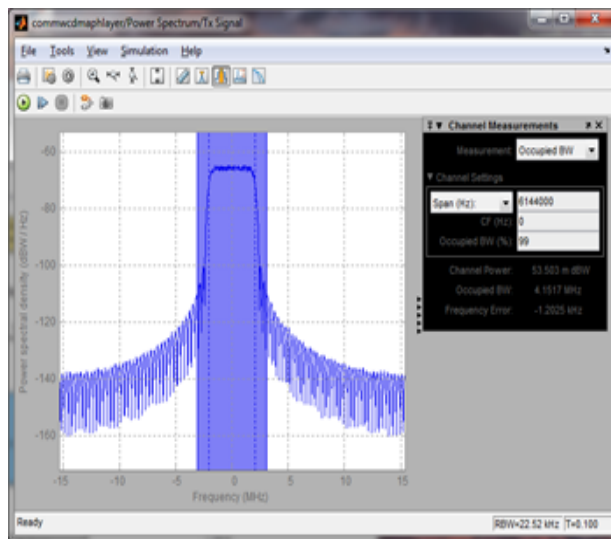 commwcdmaphlayer/Power Spectrum/Tx Signal
File Tools View Simulation Help
Channel Measurements
Measurement: Occupied BW
Channel Settings
Span (Hz): 6144000
CF (Hz): 0
Occupied BW (%): 99
Channel Power: 53.503 m dBW
Occupied BW: 4.1517 MHz
Frequency Error: -1.2025 kHz
Power spectral density (dBW / Hz)
-60
-80
-100
-120
-140
-160
-15 -10 -5 0 5 10 15
Frequency (MHz)
Ready RBW=22.52 kHz T=0.100